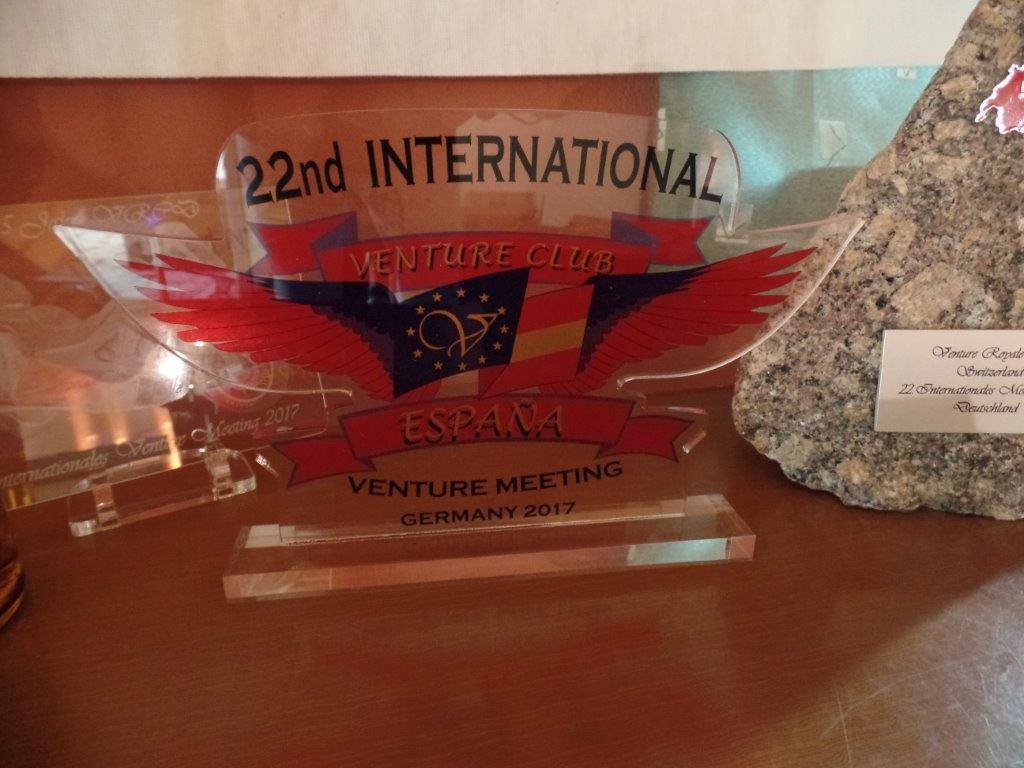 22nd INTERNATIONAL
VENTURE CLUB
V
ESPAÑA
VENTURE MEETING
GERMANY 2017
Internationales Venture Meeting 2017
Venture Royale
Switzerland
22. Internationales
Deutschland